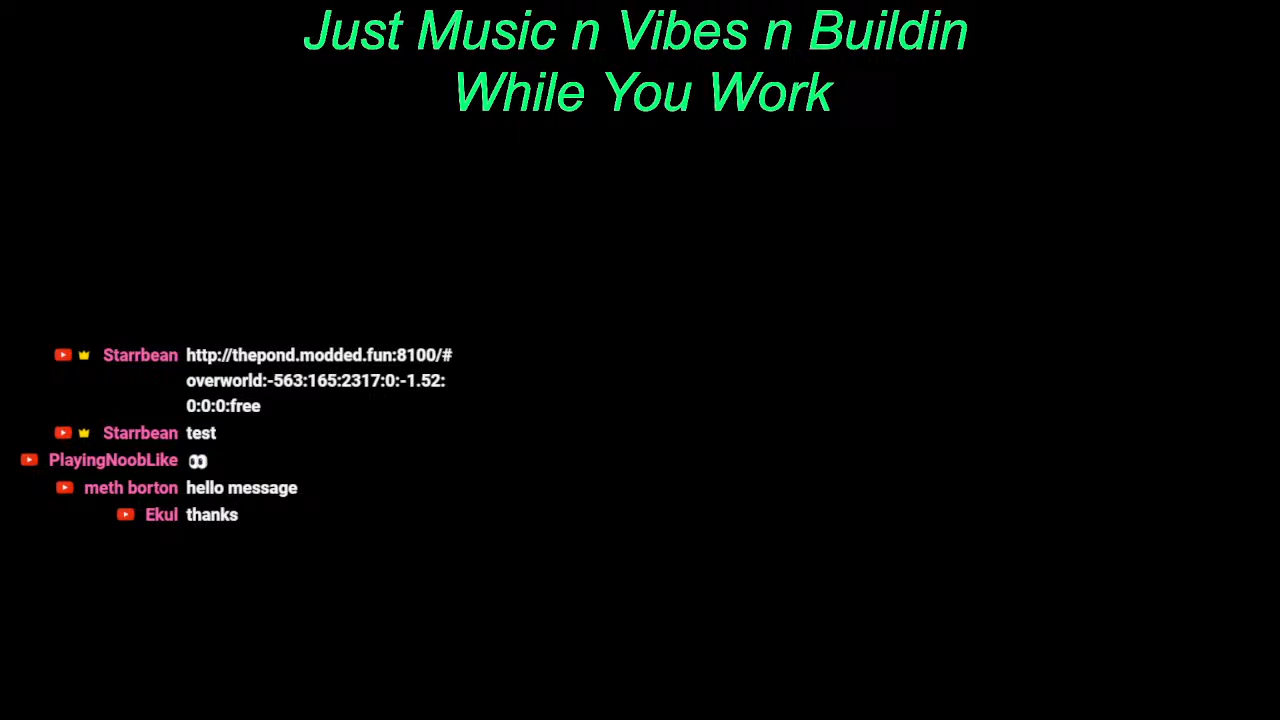 Just Music n Vibes n Buildin
While You Work
Starrbean http://thepond.modded.fun:8100/#
overworld:-563:165:2317:0:-1.52:
0:0:0:free
Starrbean test
PlayingNoobLike 👀
meth borton hello message
Ekul thanks